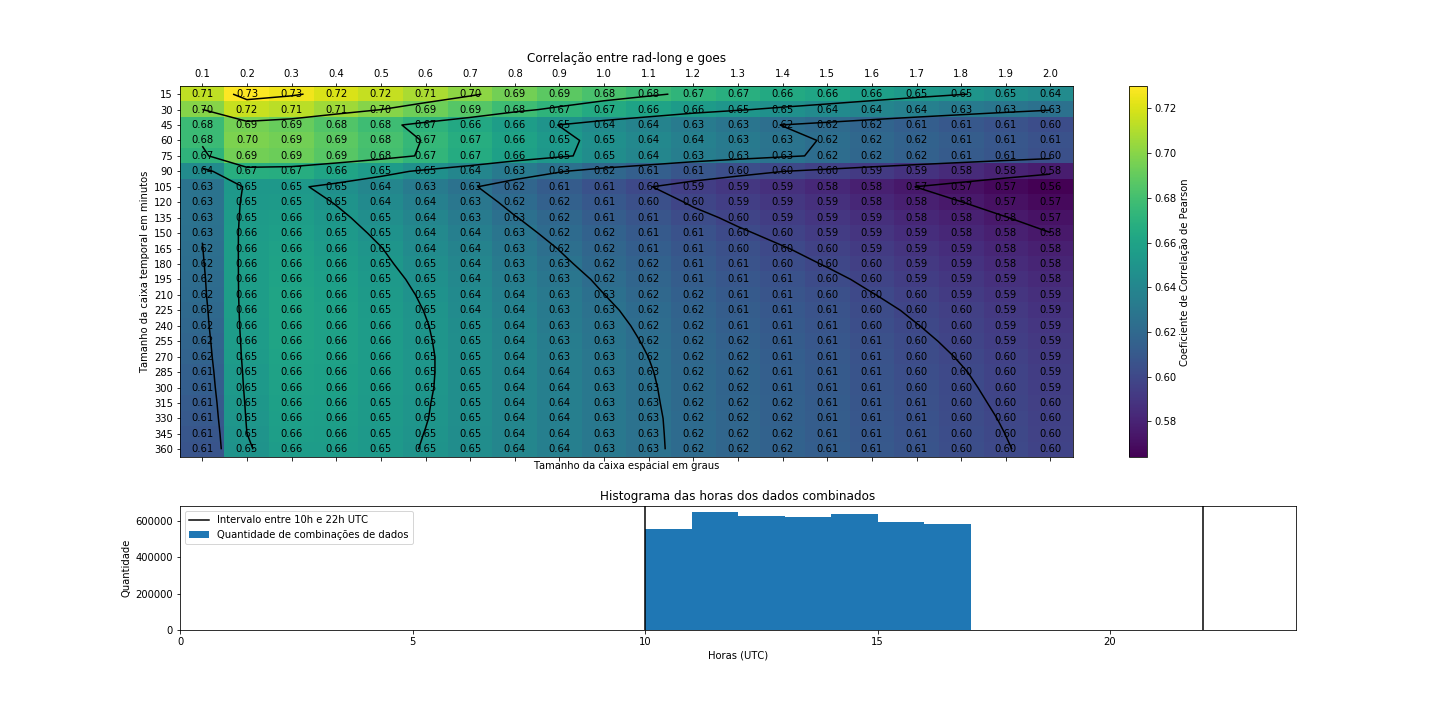 Correlação entre rad-long e goes
0.1 0.2 0.3 0.4 0.5 0.6 0.7 0.8 0.9 1.0 1.1 1.2 1.3 1.4 1.5 1.6 1.7 1.8 1.9 2.0
15 0.71 0.73 0.73 0.72 0.72 0.71 0.70 0.69 0.69 0.68 0.68 0.67 0.67 0.66 0.66 0.66 0.65 0.65 0.65 0.64
30 0.70 0.72 0.71 0.71 0.70 0.69 0.69 0.68 0.67 0.67 0.66 0.66 0.65 0.65 0.64 0.64 0.64 0.63 0.63 0.63
45 0.68 0.69 0.69 0.68 0.68 0.67 0.66 0.66 0.65 0.64 0.64 0.63 0.63 0.62 0.62 0.62 0.61 0.61 0.61 0.60
60 0.68 0.70 0.69 0.69 0.68 0.67 0.67 0.66 0.65 0.65 0.64 0.64 0.63 0.63 0.62 0.62 0.62 0.61 0.61 0.61
75 0.67 0.69 0.69 0.69 0.68 0.67 0.67 0.66 0.65 0.65 0.64 0.63 0.63 0.63 0.62 0.62 0.62 0.61 0.61 0.60
90 0.64 0.67 0.67 0.66 0.65 0.65 0.64 0.63 0.63 0.62 0.62 0.61 0.61 0.60 0.60 0.59 0.59 0.59 0.58 0.58
105 0.63 0.65 0.65 0.65 0.64 0.63 0.63 0.62 0.61 0.61 0.60 0.59 0.59 0.59 0.58 0.58 0.57 0.57 0.57 0.56
120 0.63 0.65 0.65 0.65 0.64 0.64 0.63 0.62 0.62 0.61 0.60 0.60 0.59 0.59 0.59 0.58 0.58 0.58 0.57 0.57
135 0.63 0.65 0.66 0.65 0.65 0.64 0.63 0.62 0.62 0.61 0.61 0.60 0.60 0.59 0.59 0.59 0.58 0.58 0.58 0.57
150 0.63 0.66 0.66 0.65 0.65 0.64 0.63 0.63 0.62 0.61 0.61 0.60 0.60 0.60 0.59 0.59 0.59 0.58 0.58 0.58
165 0.62 0.66 0.66 0.65 0.65 0.64 0.64 0.63 0.62 0.62 0.61 0.61 0.60 0.60 0.60 0.59 0.59 0.59 0.58 0.58
180 0.62 0.66 0.66 0.66 0.65 0.64 0.64 0.63 0.62 0.62 0.61 0.61 0.60 0.60 0.60 0.59 0.59 0.59 0.58 0.58
195 0.62 0.66 0.66 0.66 0.65 0.65 0.64 0.63 0.63 0.62 0.62 0.61 0.61 0.60 0.60 0.60 0.59 0.59 0.59 0.58
210 0.62 0.66 0.66 0.66 0.65 0.65 0.64 0.64 0.63 0.63 0.62 0.62 0.61 0.61 0.60 0.60 0.60 0.59 0.59 0.59
225 0.62 0.66 0.66 0.66 0.65 0.65 0.64 0.64 0.63 0.63 0.62 0.62 0.61 0.61 0.61 0.60 0.60 0.59 0.59 0.59
240 0.62 0.66 0.66 0.66 0.65 0.65 0.64 0.64 0.63 0.63 0.62 0.62 0.61 0.61 0.61 0.60 0.60 0.60 0.59 0.59
255 0.62 0.66 0.66 0.66 0.65 0.65 0.65 0.64 0.63 0.63 0.62 0.62 0.62 0.61 0.61 0.60 0.60 0.60 0.59 0.59
270 0.62 0.65 0.66 0.66 0.65 0.65 0.65 0.64 0.64 0.63 0.63 0.62 0.62 0.61 0.61 0.61 0.60 0.60 0.60 0.59
285 0.61 0.65 0.66 0.66 0.65 0.65 0.65 0.64 0.64 0.63 0.63 0.62 0.62 0.61 0.61 0.61 0.60 0.60 0.60 0.59
300 0.61 0.65 0.66 0.66 0.65 0.65 0.65 0.64 0.64 0.63 0.63 0.62 0.62 0.61 0.61 0.61 0.60 0.60 0.60 0.59
315 0.61 0.65 0.66 0.66 0.65 0.65 0.65 0.64 0.64 0.63 0.63 0.62 0.62 0.62 0.61 0.61 0.61 0.60 0.60 0.60
330 0.61 0.65 0.66 0.66 0.65 0.65 0.65 0.64 0.64 0.63 0.63 0.62 0.62 0.62 0.61 0.61 0.61 0.60 0.60 0.60
345 0.61 0.65 0.66 0.66 0.65 0.65 0.65 0.64 0.64 0.63 0.63 0.62 0.62 0.62 0.61 0.61 0.61 0.60 0.60 0.60
360 0.61 0.65 0.66 0.66 0.65 0.65 0.65 0.64 0.64 0.63 0.63 0.62 0.62 0.62 0.61 0.61 0.61 0.60 0.60 0.60
Tamanho da caixa temporal em minutos
Tamanho da caixa espacial em graus
0.72
0.70
0.68
0.66
0.64
0.62
0.60
0.58
Coeficiente de Correlação de Pearson
Histograma das horas dos dados combinados
Intervalo entre 10h e 22h UTC
Quantidade de combinações de dados
600000
400000
200000
0
Quantidade
0 5 10 15 20
Horas (UTC)